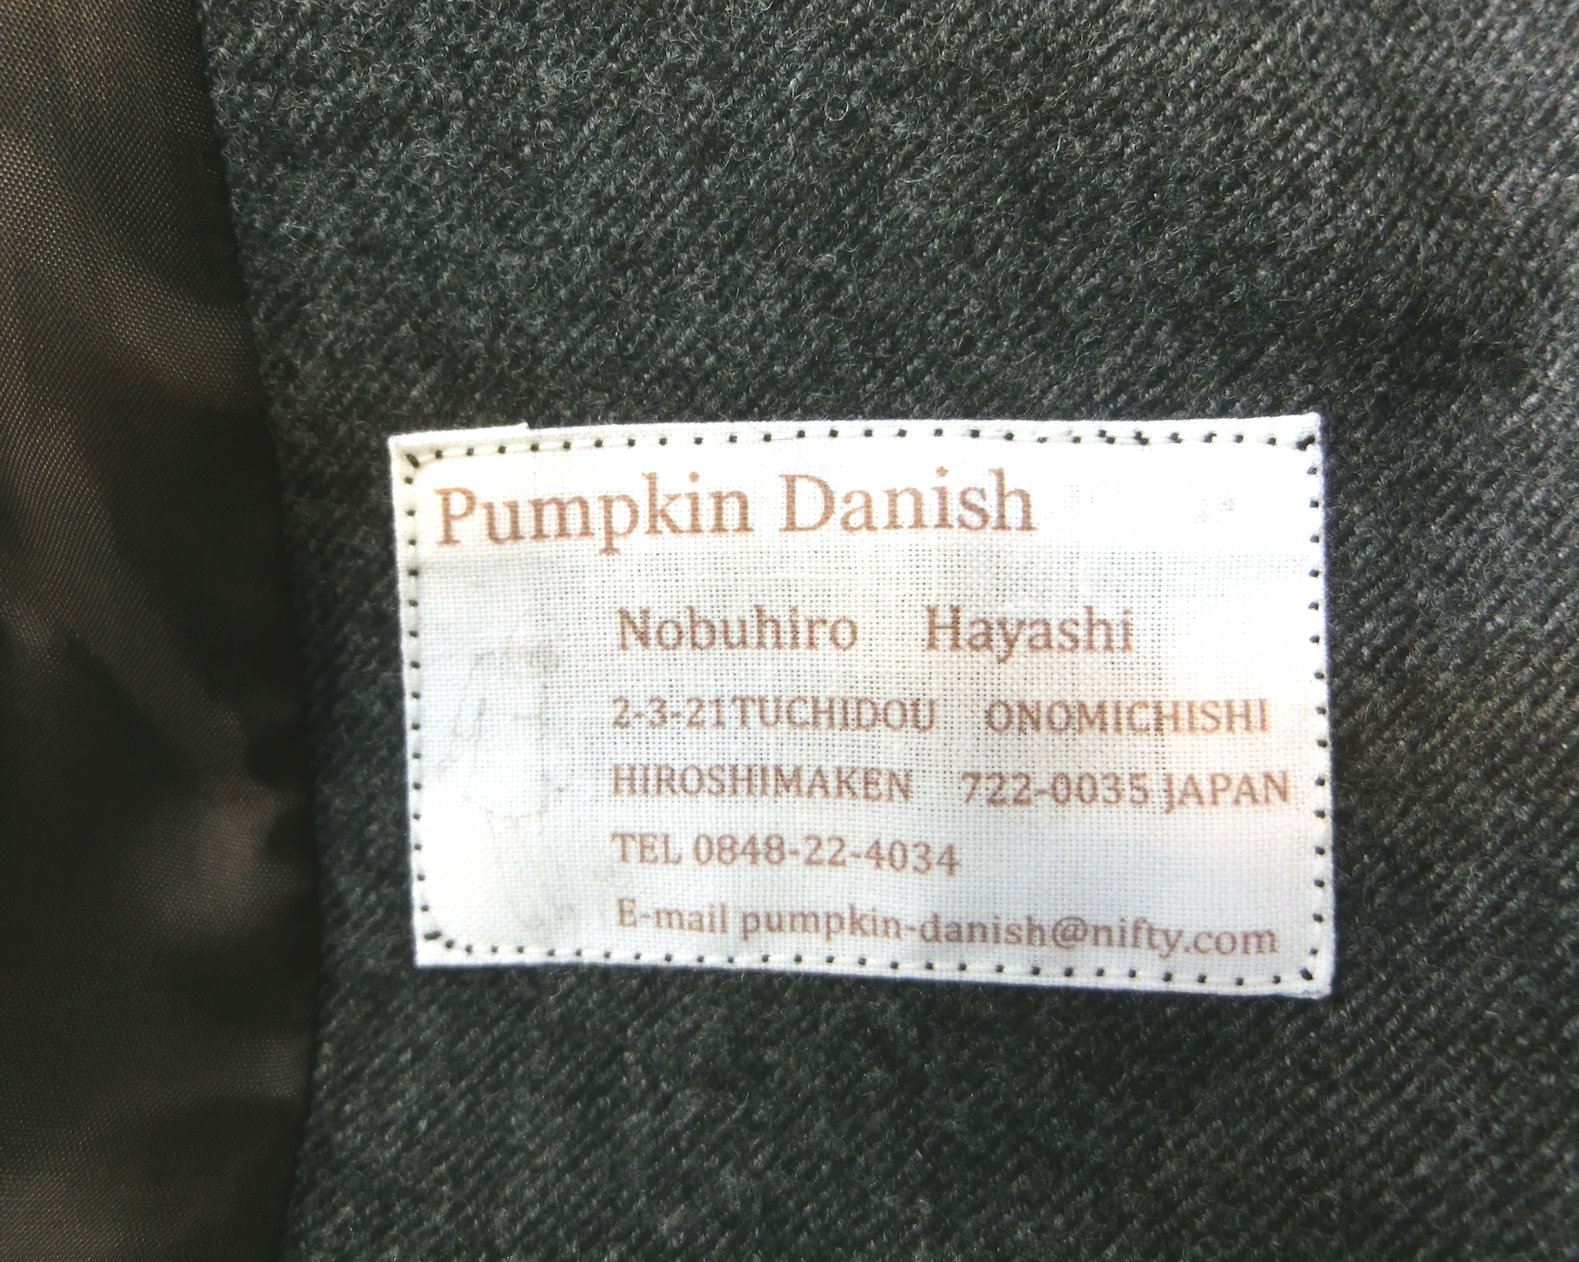 Pumpkin Danish
Nobuhiro Hayashi
2-3-21TUCHIDOU ONOMICHISHI
HIROSHIMAKEN 722-0035 JAPAN
TEL 0848-22-4034
E-mail pumpkin-danish@nifty.com